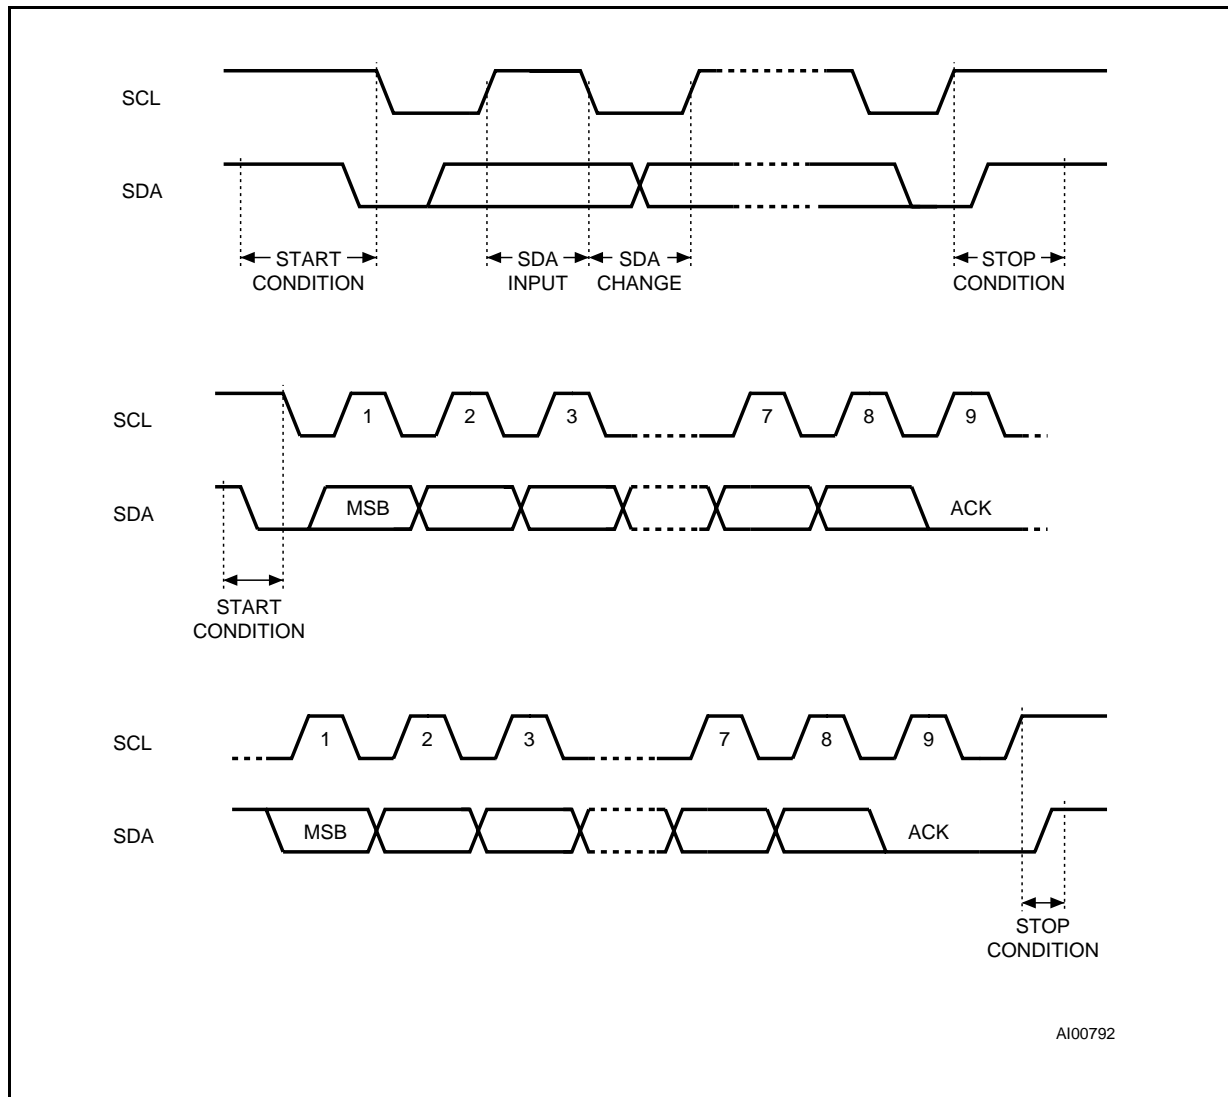 SCL
SDA
START
CONDITION
SDA
INPUT
SDA
CHANGE
STOP
CONDITION
SCL
1 2 3 7 8 9
SDA
MSB ACK
START
CONDITION
SCL
1 2 3 7 8 9
SDA
MSB ACK
STOP
CONDITION
AI00792